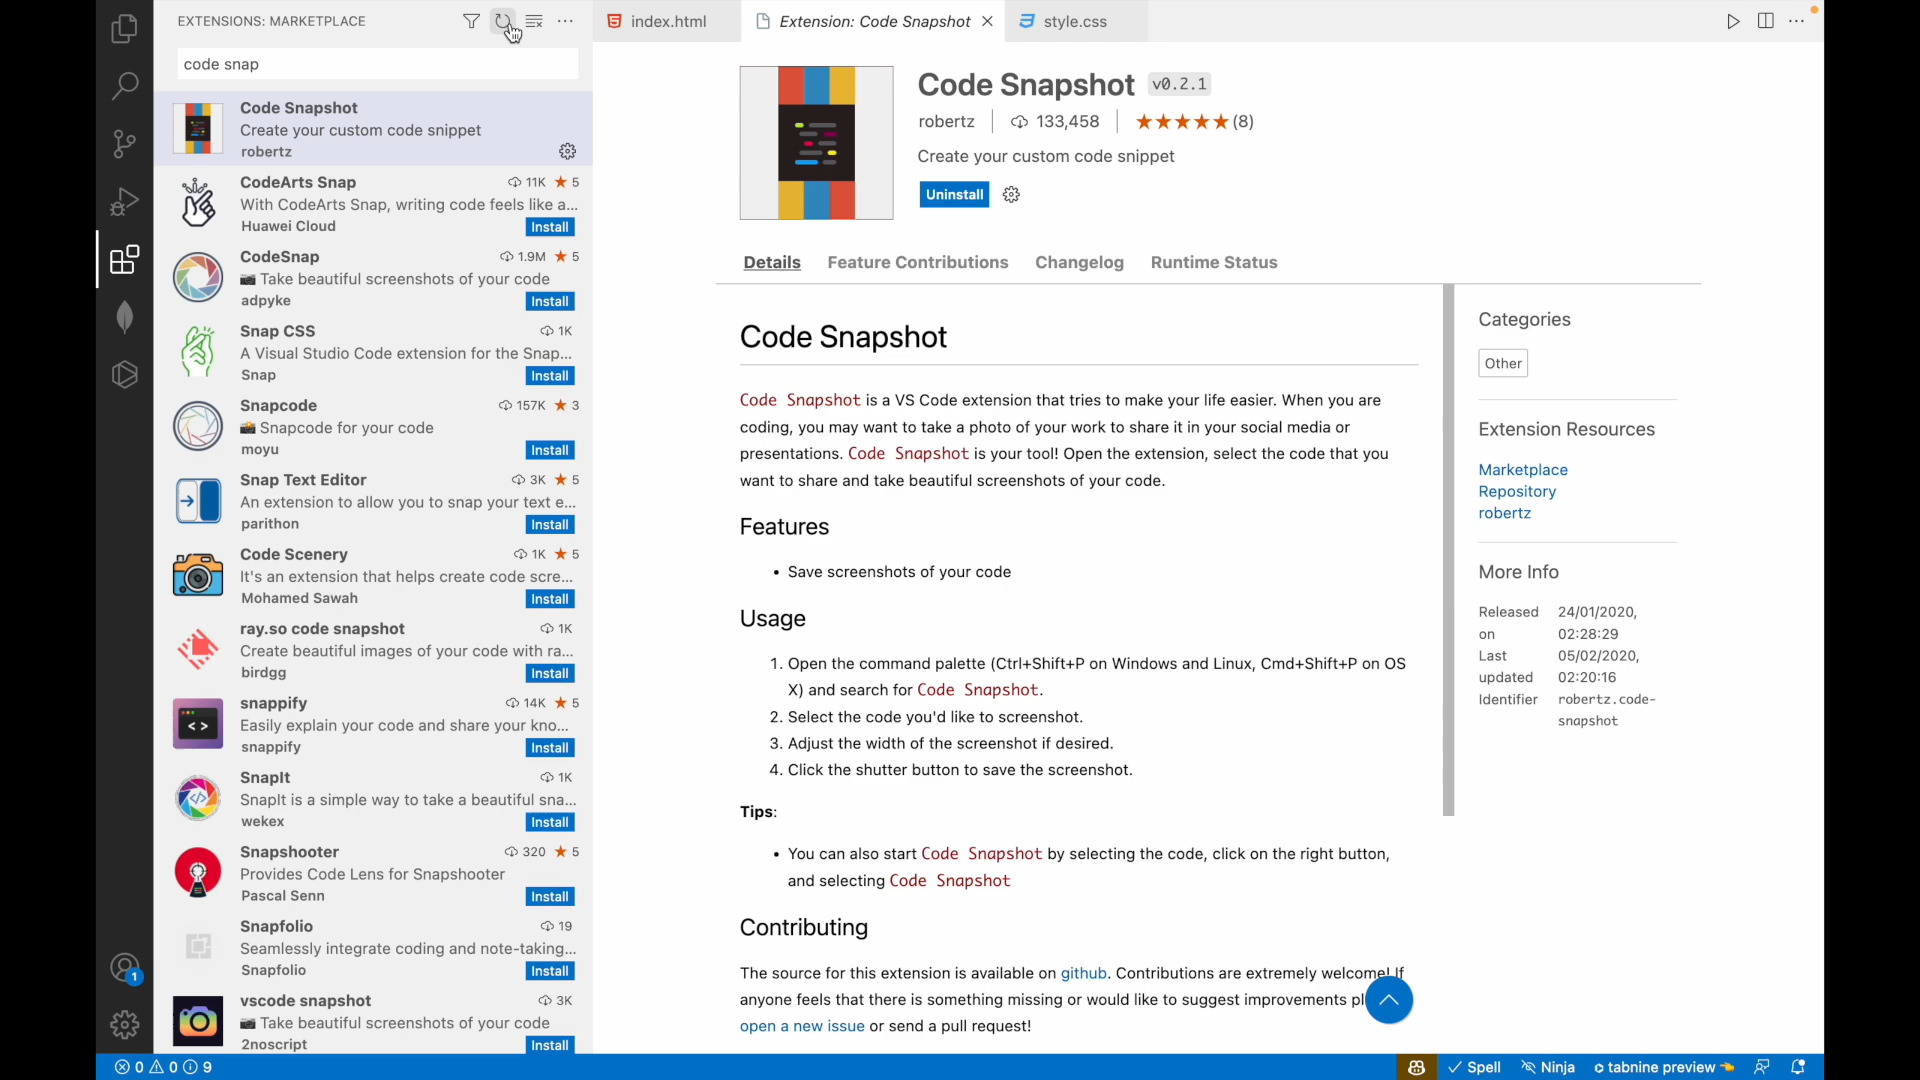 EXTENSIONS: MARKETPLACE
code snap
Code Snapshot
Create your custom code snippet
robertz
CodeArts Snap 11K ★ 5
With CodeArts Snap, writing code feels like a...
Huawei Cloud Install
CodeSnap 1.9M ★ 5
📷 Take beautiful screenshots of your code
adpyke Install
Snap CSS 1K
A Visual Studio Code extension for the Snap...
Snap Install
Snapcode 157K ★ 3
📸 Snapcode for your code
moyu Install
Snap Text Editor 3K ★ 5
An extension to allow you to snap your text e...
parithon Install
Code Scenery 1K ★ 5
It's an extension that helps create code scre...
Mohamed Sawah Install
ray.so code snapshot 1K
Create beautiful images of your code with ra...
birdgg Install
snappify 14K ★ 5
Easily explain your code and share your kno...
snappify Install
SnapIt 1K
SnapIt is a simple way to take a beautiful sna...
wekex Install
Snapshooter 320 ★ 5
Provides Code Lens for Snapshooter
Pascal Senn Install
Snapfolio 19
Seamlessly integrate coding and note-taking...
Snapfolio Install
vscode snapshot 3K
📷 Take beautiful screenshots of your code
2noscript Install
index.html Extension: Code Snapshot style.css
Code Snapshot v0.2.1
robertz 133,458 ★★★★★(8)
Create your custom code snippet
Uninstall
Details Feature Contributions Changelog Runtime Status
Code Snapshot
Code Snapshot is a VS Code extension that tries to make your life easier. When you are
coding, you may want to take a photo of your work to share it in your social media or
presentations. Code Snapshot is your tool! Open the extension, select the code that you
want to share and take beautiful screenshots of your code.
Features
• Save screenshots of your code
Usage
1. Open the command palette (Ctrl+Shift+P on Windows and Linux, Cmd+Shift+P on OS
X) and search for Code Snapshot.
2. Select the code you'd like to screenshot.
3. Adjust the width of the screenshot if desired.
4. Click the shutter button to save the screenshot.
Tips:
• You can also start Code Snapshot by selecting the code, click on the right button,
and selecting Code Snapshot
Contributing
The source for this extension is available on github. Contributions are extremely welcome! If
anyone feels that there is something missing or would like to suggest improvements
open a new issue or send a pull request!
Categories
Other
Extension Resources
Marketplace
Repository
robertz
More Info
Released 24/01/2020,
on 02:28:29
Last 05/02/2020,
updated 02:20:16
Identifier robertz.code-
snapshot
1
0 0 9
Spell Ninja tabnine preview